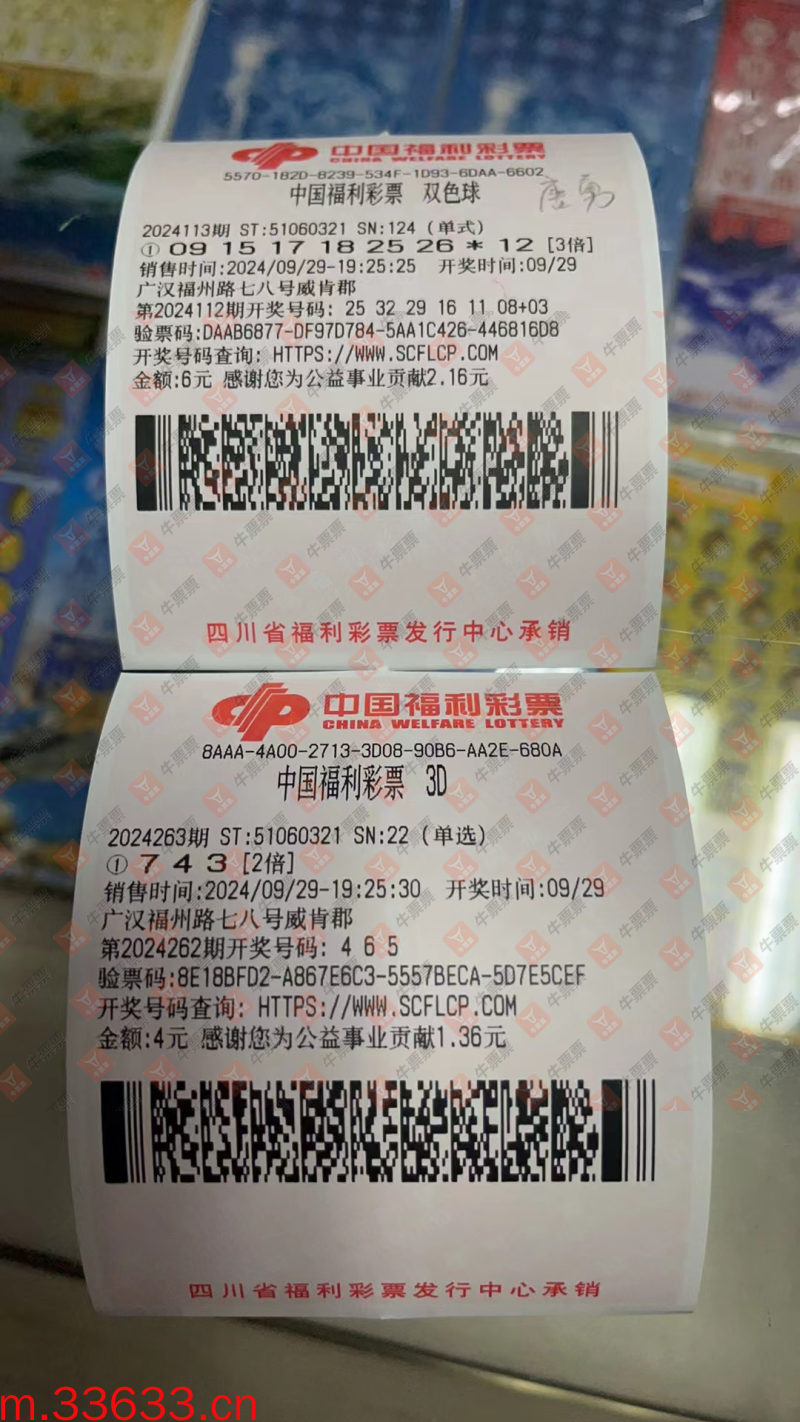 中国福利彩票
CHINA WELFARE LOTTERY
5570-182D-8239-534F-1D93-6DAA-6602
中国福利彩票 双色球
唐勇
2024113期 ST:51060321 SN:124 (单式)
① 09 15 17 18 25 26 * 12 [3倍]
销售时间:2024/09/29-19:25:25 开奖时间:09/29
广汉福州路七八号威肯郡
第2024112期开奖号码: 25 32 29 16 11 08+03
验票码:DAAB6877-DF97D784-5AA1C426-446816D8
开奖号码查询: HTTPS://WWW.SCFLCP.COM
金额:6元 感谢您为公益事业贡献2.16元
四川省福利彩票发行中心承销
中国福利彩票
CHINA WELFARE LOTTERY
8AAA-4A00-2713-3D08-90B6-AA2E-680A
中国福利彩票 3D
2024263期 ST:51060321 SN:22 (单选)
① 7 4 3 [2倍]
销售时间:2024/09/29-19:25:30 开奖时间:09/29
广汉福州路七八号威肯郡
第2024262期开奖号码: 4 6 5
验票码:8E18BFD2-A867E6C3-5557BECA-5D7E5CEF
开奖号码查询: HTTPS://WWW.SCFLCP.COM
金额:4元 感谢您为公益事业贡献1.36元
四川省福利彩票发行中心承销
牛票票
m.33633.cn